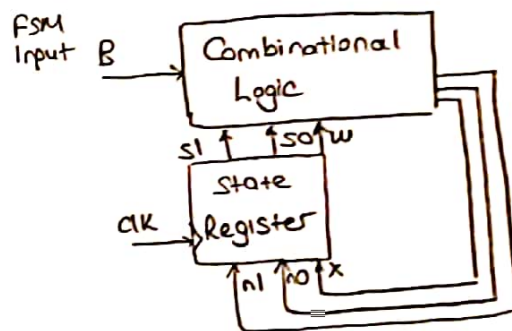 FSM
Input B
Combinational
Logic
s1 s0 w
State
Register
clk
n1 n0 x